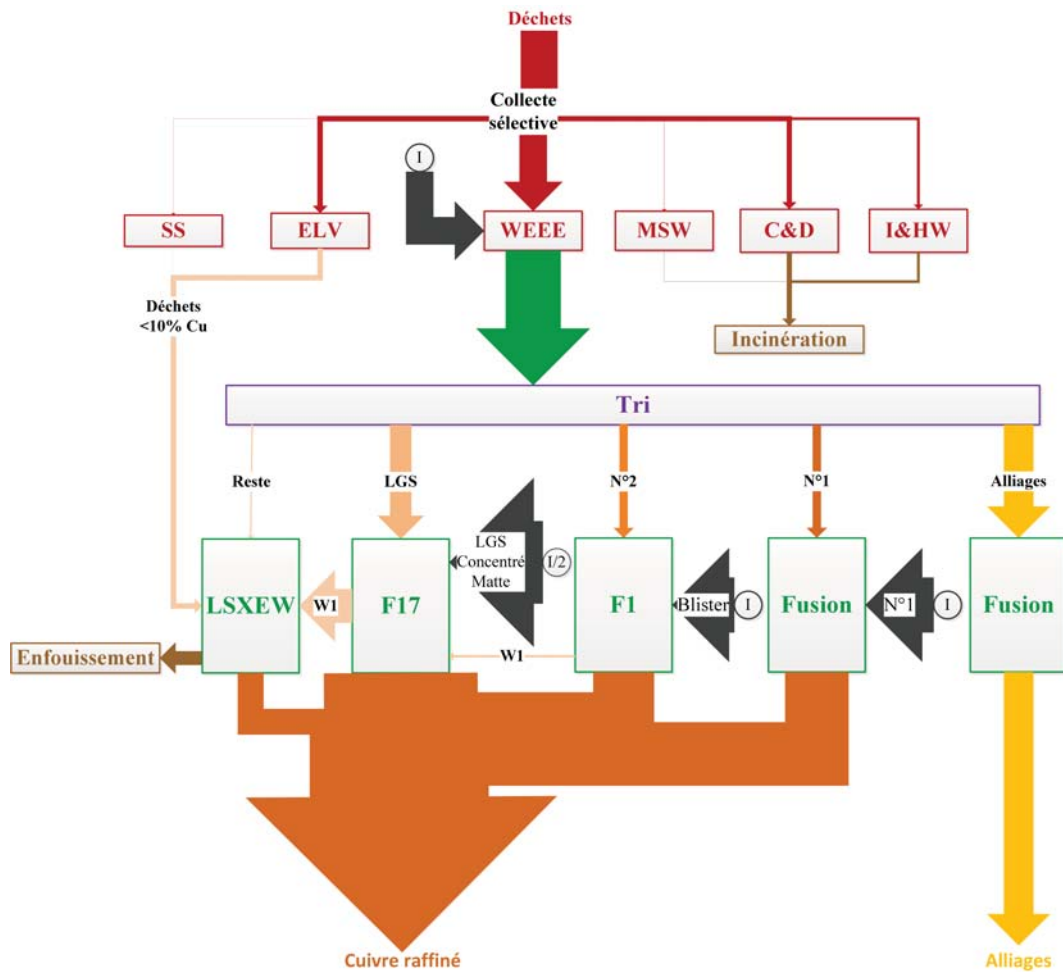 Déchets
Collecte
sélective
I
SS
ELV
WEEE
MSW
C&D
I&HW
Déchets
<10% Cu
Incinération
Tri
Reste
LGS
N°2
N°1
Alliages
LGS
Concentré
Matte
I/2
LSXEW
W1
F17
F1
Blister
I
Fusion
N°1
I
Fusion
Enfouissement
W1
Cuivre raffiné
Alliages